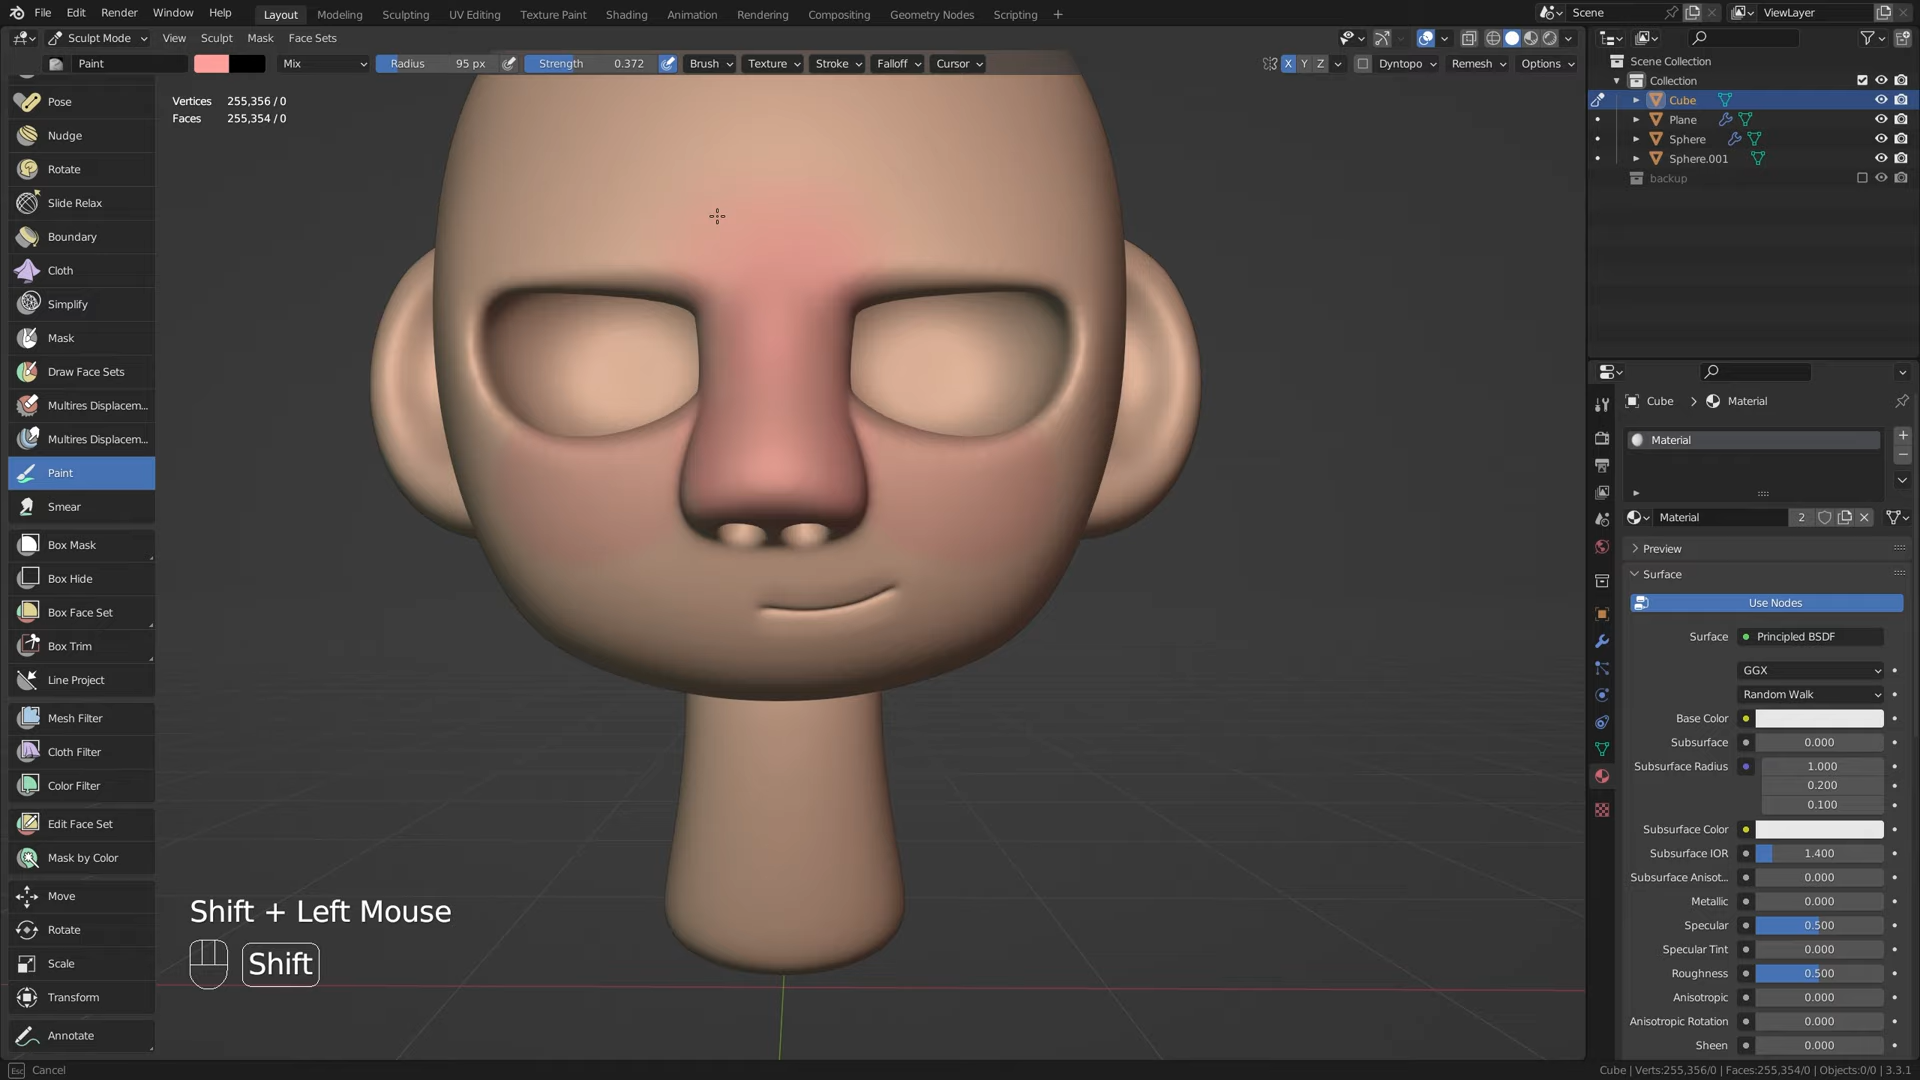 File Edit Render Window Help Layout Modeling Sculpting UV Editing Texture Paint Shading Animation Rendering Compositing Geometry Nodes Scripting + Scene ViewLayer
Sculpt Mode View Sculpt Mask Face Sets
Paint Mix Radius 95 px Strength 0.372 Brush Texture Stroke Falloff Cursor X Y Z Dyntopo Remesh Options
Vertices 255,356 / 0
Faces 255,354 / 0
Pose
Nudge
Rotate
Slide Relax
Boundary
Cloth
Simplify
Mask
Draw Face Sets
Multires Displacem...
Multires Displacem...
Paint
Smear
Box Mask
Box Hide
Box Face Set
Box Trim
Line Project
Mesh Filter
Cloth Filter
Color Filter
Edit Face Set
Mask by Color
Move
Rotate
Scale
Transform
Annotate
Shift + Left Mouse
Shift
Scene Collection
Collection
Cube
Plane
Sphere
Sphere.001
backup
Cube > Material
Material
Material 2
Preview
Surface
Use Nodes
Surface Principled BSDF
GGX
Random Walk
Base Color
Subsurface 0.000
Subsurface Radius 1.000
0.200
0.100
Subsurface Color
Subsurface IOR 1.400
Subsurface Anisot... 0.000
Metallic 0.000
Specular 0.500
Specular Tint 0.000
Roughness 0.500
Anisotropic 0.000
Anisotropic Rotation 0.000
Sheen 0.000
Esc Cancel
Cube | Verts:255,356/0 | Faces:255,354/0 | Objects:0/0 | 3.3.1